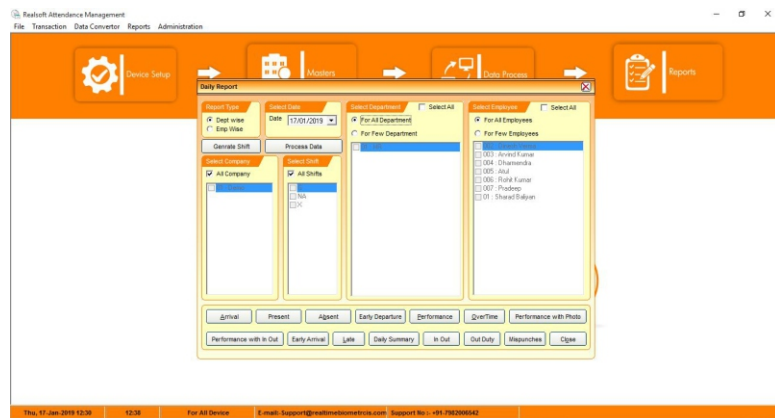 Realsoft Attendance Management
File Transaction Data Convertor Reports Administration
Device Setup
Masters
Data Process
Reports
Daily Report
Report Type
Dept wise
Emp Wise
Select Date
Date 17/01/2019
Genrate Shift
Process Data
Select Company
All Company
Select Shift
All Shifts
NA
X
Select Department
Select All
For All Department
For Few Department
Select Employee
Select All
For All Employees
For Few Employees
003 : Arvind Kumar
004 : Dhamendra
005 : Atul
006 : Rohit Kumar
007 : Pradeep
01 : Sharad Baliyan
Arrival Present Absent Early Departure Performance OverTime Performance with Photo
Performance with In Out Early Arrival Late Daily Summary In Out Out Duty Mispunches Close
Thu, 17-Jan-2019 12:38 12:38 For All Device E-mail:-Support@realtimebiometrcis.com Support No :- +91-7982006542